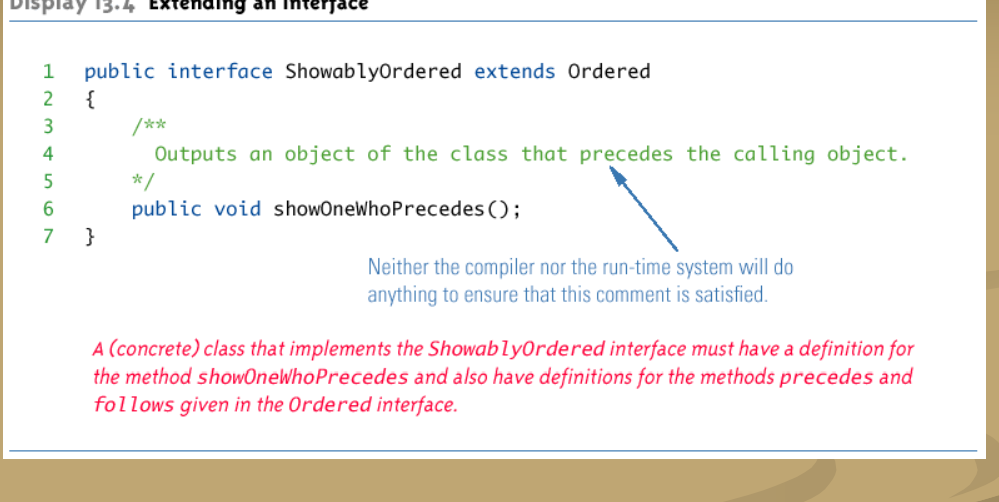 Display 13.4 Extending an Interface
1 public interface ShowablyOrdered extends Ordered
2 {
3 /**
4 Outputs an object of the class that precedes the calling object.
5 */
6 public void showOneWhoPrecedes();
7 }
Neither the compiler nor the run-time system will do
anything to ensure that this comment is satisfied.
A (concrete) class that implements the ShowablyOrdered interface must have a definition for
the method showOneWhoPrecedes and also have definitions for the methods precedes and
follows given in the Ordered interface.